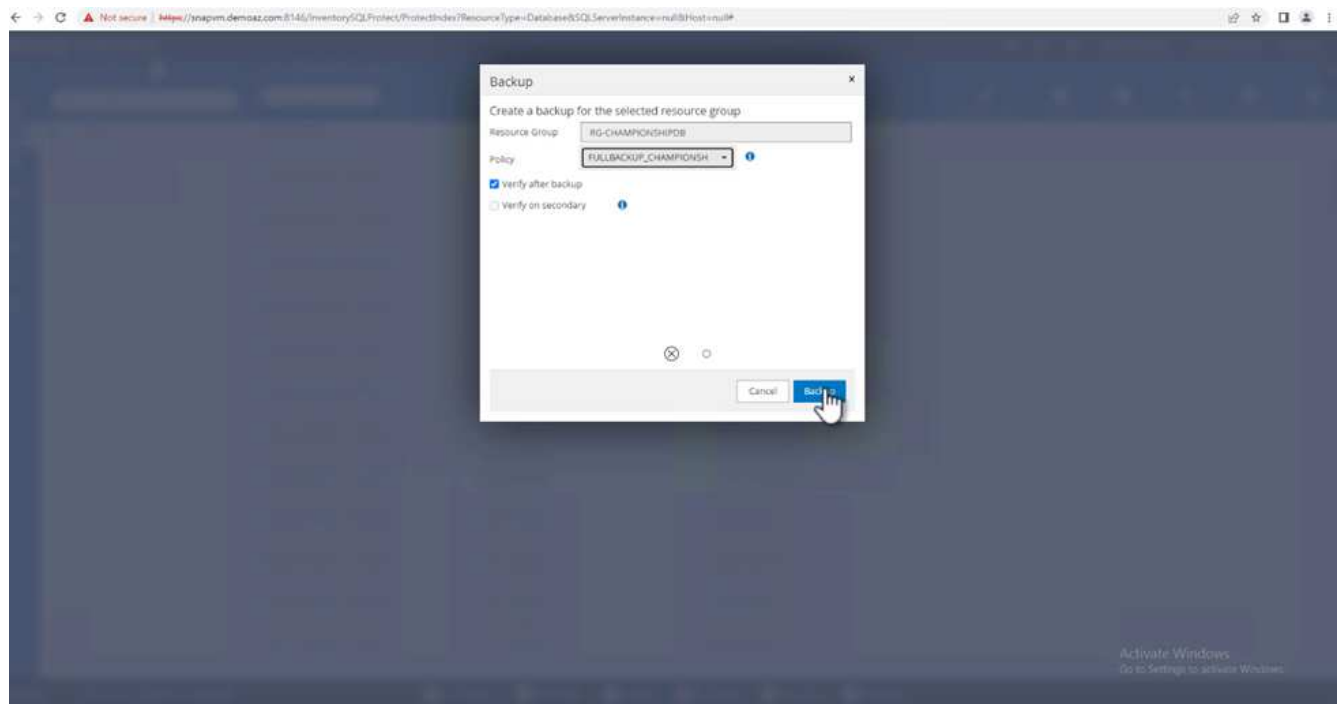 Not secure | https://snapvm.demoaz.com:8146/InventorySQLProtect/ProtectIndex?ResourceType=Database&SQLServerInstance=null&Host=null#
Backup ×
Create a backup for the selected resource group
Resource Group RG-CHAMPIONSHIPDB
Policy FULLBACKUP_CHAMPIONSH
Verify after backup
Verify on secondary
Cancel Backup
Activate Windows
Go to Settings to activate Windows.